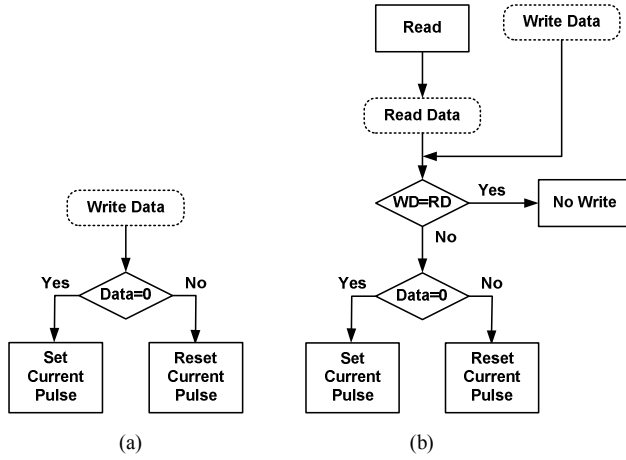 Write Data
Yes
No
Data=0
Set
Current
Pulse
Reset
Current
Pulse
(a)
Read
Write Data
Read Data
WD=RD
Yes
No Write
No
Yes
No
Data=0
Set
Current
Pulse
Reset
Current
Pulse
(b)